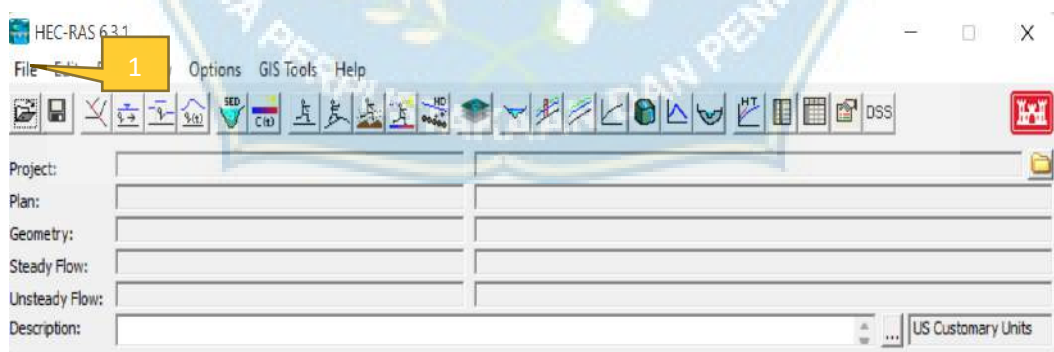 HEC-RAS 6.3.1
File Edit 1 Options GIS Tools Help
SED C(t) HD HT DSS
Project:
Plan:
Geometry:
Steady Flow:
Unsteady Flow:
Description: ... US Customary Units